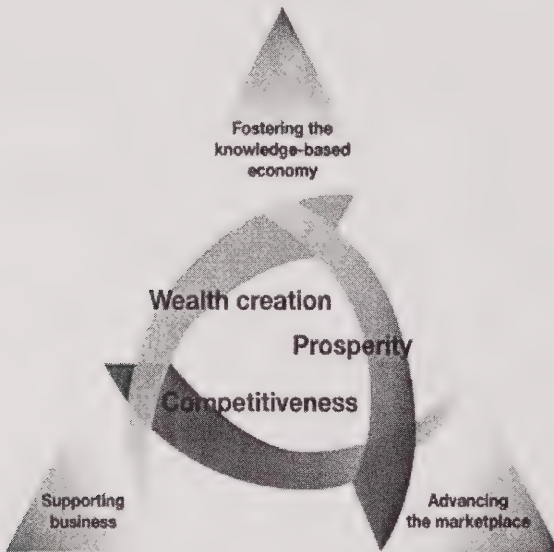 Fostering the
knowledge-based
economy
Wealth creation
Prosperity
Competitiveness
Supporting
business
Advancing
the marketplace